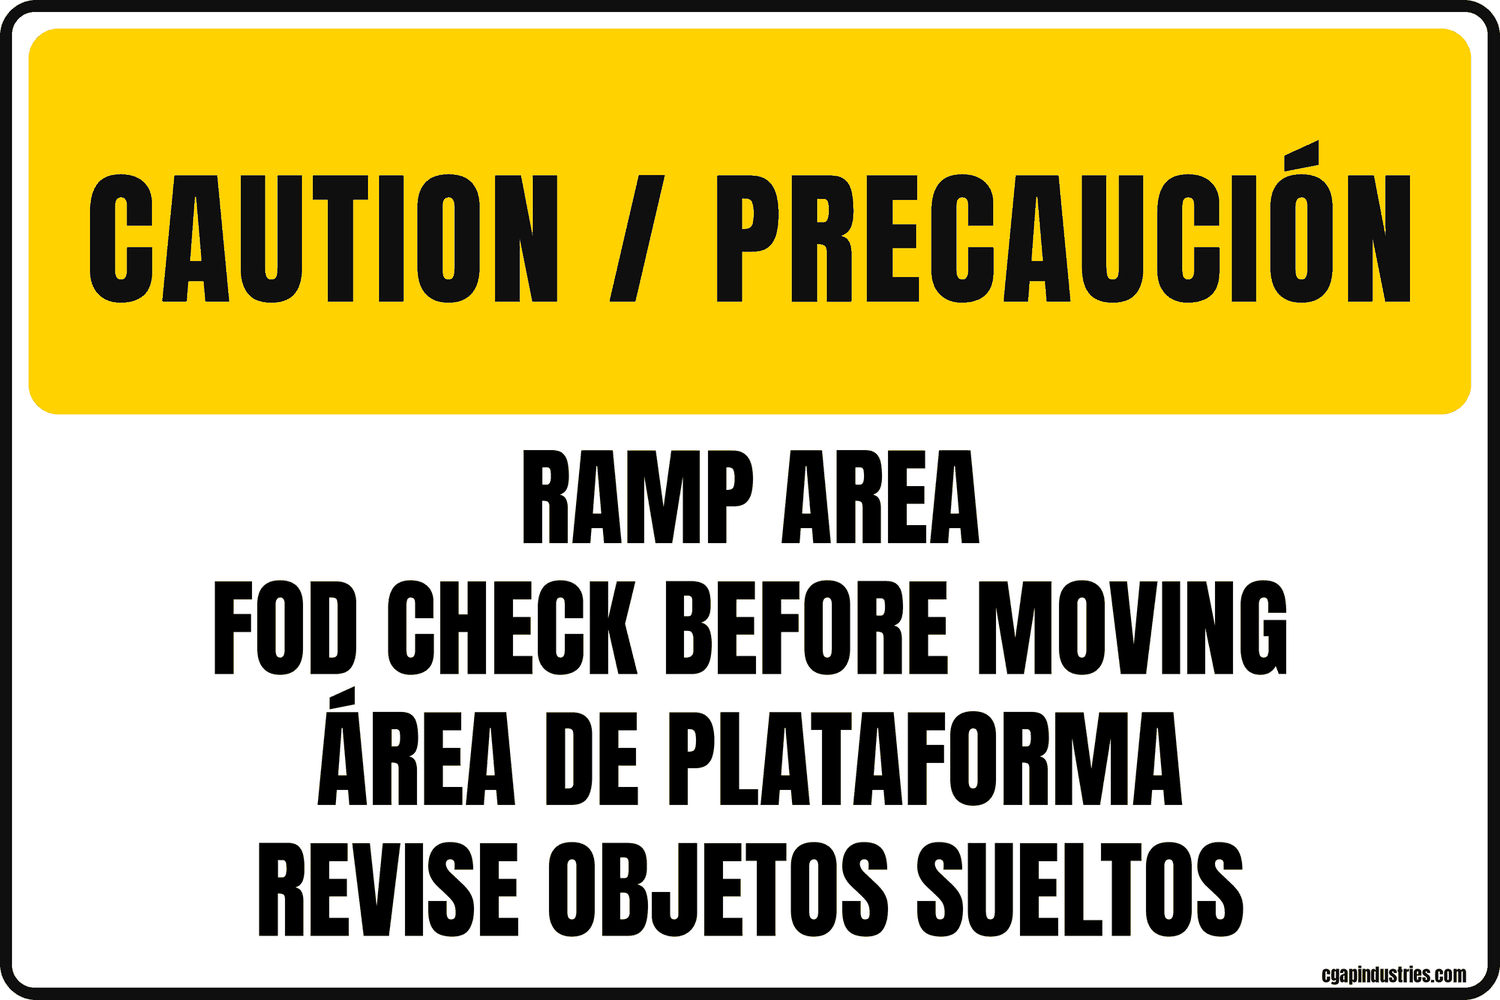 CAUTION / PRECAUCIÓN
RAMP AREA
FOD CHECK BEFORE MOVING
ÁREA DE PLATAFORMA
REVISE OBJETOS SUELTOS
cgapindustries.com